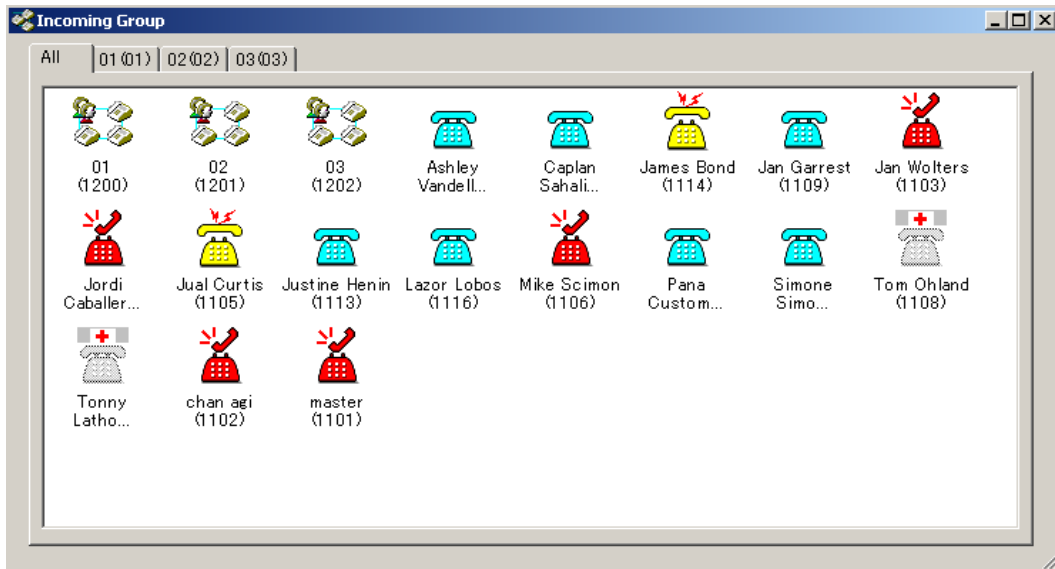 Incoming Group
All 01(01) 02(02) 03(03)
01
(1200)
02
(1201)
03
(1202)
Ashley
Vandell...
Caplan
Sahali...
James Bond
(1114)
Jan Garrest
(1109)
Jan Wolters
(1103)
Jordi
Caballer...
Jual Curtis
(1105)
Justine Henin
(1113)
Lazor Lobos
(1116)
Mike Scimon
(1106)
Pana
Custom...
Simone
Simo...
Tom Ohland
(1108)
Tonny
Latho...
chan agi
(1102)
master
(1101)